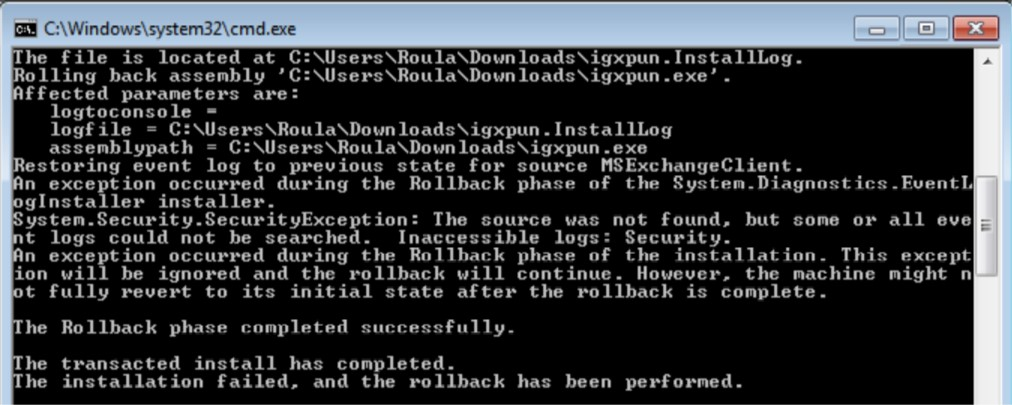 C:\Windows\system32\cmd.exe
The file is located at C:\Users\Roula\Downloads\igxpun.InstallLog.
Rolling back assembly 'C:\Users\Roula\Downloads\igxpun.exe'.
Affected parameters are:
   logtoconsole =
   logfile = C:\Users\Roula\Downloads\igxpun.InstallLog
   assemblypath = C:\Users\Roula\Downloads\igxpun.exe
Restoring event log to previous state for source MSExchangeClient.
An exception occurred during the Rollback phase of the System.Diagnostics.EventL
ogInstaller installer.
System.Security.SecurityException: The source was not found, but some or all eve
nt logs could not be searched.  Inaccessible logs: Security.
An exception occurred during the Rollback phase of the installation. This except
ion will be ignored and the rollback will continue. However, the machine might n
ot fully revert to its initial state after the rollback is complete.
The Rollback phase completed successfully.
The transacted install has completed.
The installation failed, and the rollback has been performed.